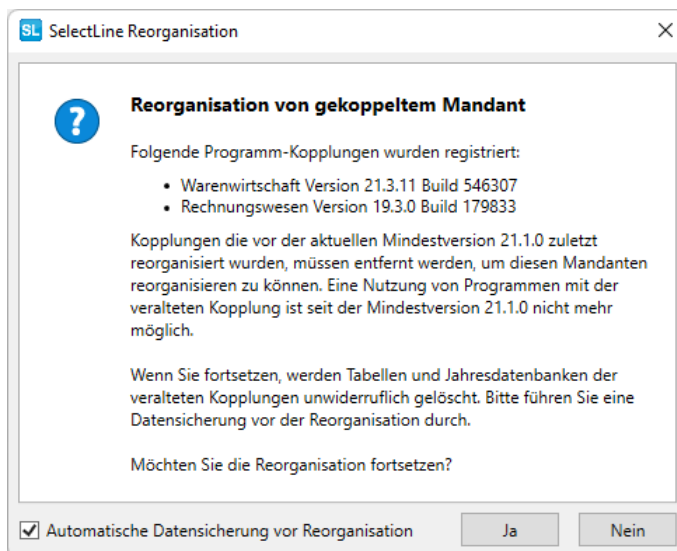 SL SelectLine Reorganisation
?
Reorganisation von gekoppeltem Mandant
Folgende Programm-Kopplungen wurden registriert:
• Warenwirtschaft Version 21.3.11 Build 546307
• Rechnungswesen Version 19.3.0 Build 179833
Kopplungen die vor der aktuellen Mindestversion 21.1.0 zuletzt
reorganisiert wurden, müssen entfernt werden, um diesen Mandanten
reorganisieren zu können. Eine Nutzung von Programmen mit der
veralteten Kopplung ist seit der Mindestversion 21.1.0 nicht mehr
möglich.
Wenn Sie fortsetzen, werden Tabellen und Jahresdatenbanken der
veralteten Kopplungen unwiderruflich gelöscht. Bitte führen Sie eine
Datensicherung vor der Reorganisation durch.
Möchten Sie die Reorganisation fortsetzen?
Automatische Datensicherung vor Reorganisation Ja Nein